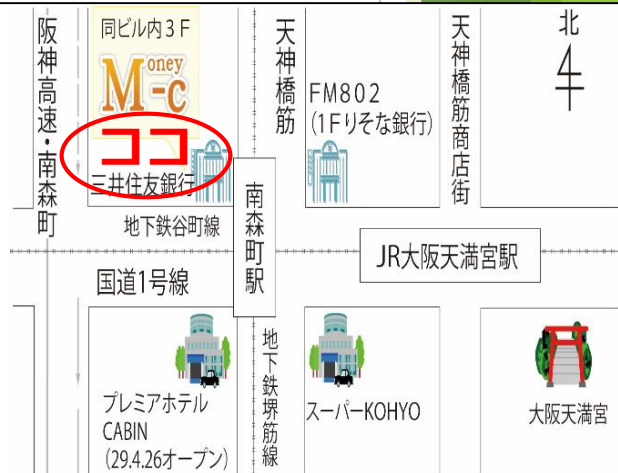 阪神高速・南森町
同ビル内3F
Money-c
ココ
三井住友銀行
天神橋筋
FM802
(1Fりそな銀行)
天神橋筋商店街
北
地下鉄谷町線
南森町駅
JR大阪天満宮駅
国道1号線
プレミアホテル
CABIN
(29.4.26オープン)
地下鉄堺筋線
スーパーKOHYO
大阪天満宮